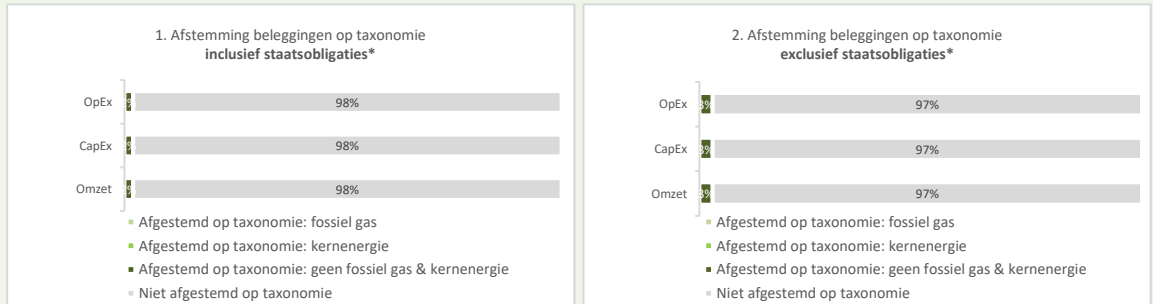 1. Afstemming beleggingen op taxonomie
inclusief staatsobligaties*
OpEx 98%
CapEx 98%
Omzet 98%
Afgestemd op taxonomie: fossiel gas
Afgestemd op taxonomie: kernenergie
Afgestemd op taxonomie: geen fossiel gas & kernenergie
Niet afgestemd op taxonomie
2. Afstemming beleggingen op taxonomie
exclusief staatsobligaties*
OpEx 3% 97%
CapEx 3% 97%
Omzet 3% 97%
Afgestemd op taxonomie: fossiel gas
Afgestemd op taxonomie: kernenergie
Afgestemd op taxonomie: geen fossiel gas & kernenergie
Niet afgestemd op taxonomie